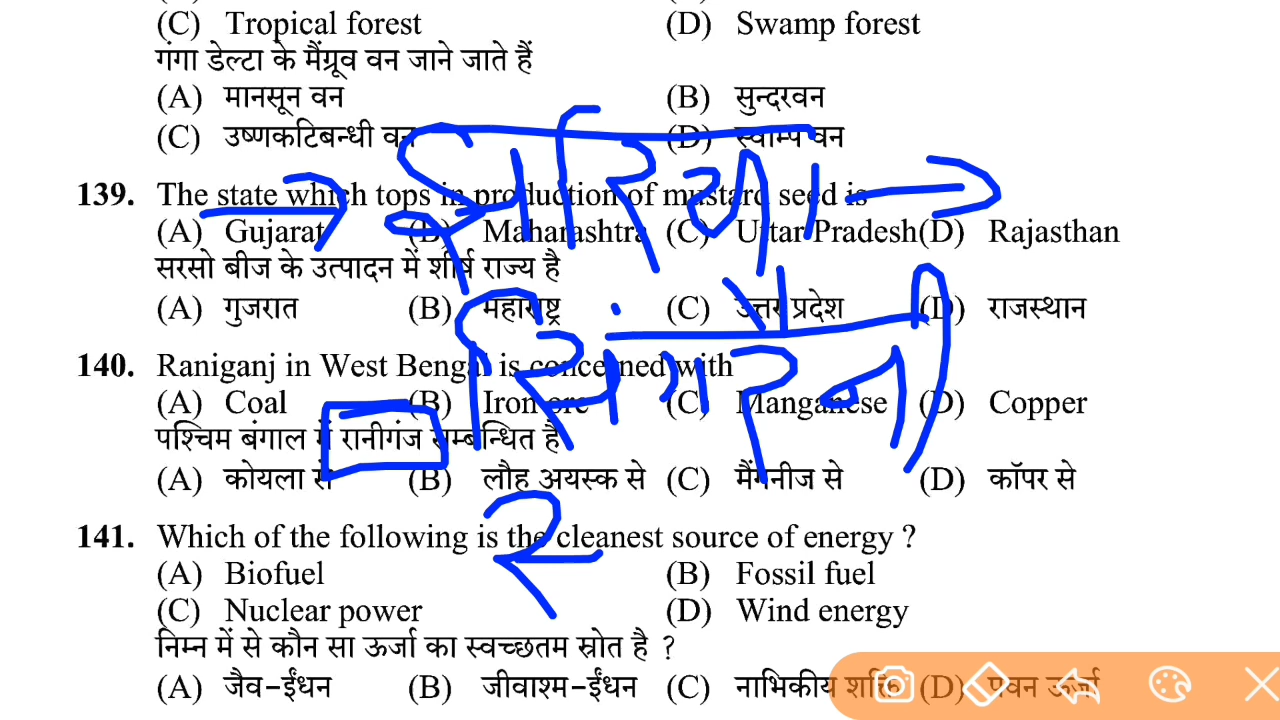 (C) Tropical forest (D) Swamp forest
गंगा डेल्टा के मैंग्रूव वन जाने जाते हैं
(A) मानसून वन (B) सुन्दरवन
(C) उष्णकटिबन्धी वन (D) स्वाम्प वन
139. The state which tops in production of mustard seed is
(A) Gujarat (B) Maharashtra (C) Uttar Pradesh (D) Rajasthan
सरसो बीज के उत्पादन में शीर्ष राज्य है
(A) गुजरात (B) महाराष्ट्र (C) उत्तर प्रदेश (D) राजस्थान
140. Raniganj in West Bengal is concerned with
(A) Coal (B) Iron ore (C) Manganese (D) Copper
पश्चिम बंगाल में रानीगंज सम्बन्धित है
(A) कोयला से (B) लौह अयस्क से (C) मैंगनीज से (D) कॉपर से
141. Which of the following is the cleanest source of energy ?
(A) Biofuel (B) Fossil fuel
(C) Nuclear power (D) Wind energy
निम्न में से कौन सा ऊर्जा का स्वच्छतम स्रोत है ?
(A) जैव-ईंधन (B) जीवाश्म-ईंधन (C) नाभिकीय शक्ति (D) पवन ऊर्जा